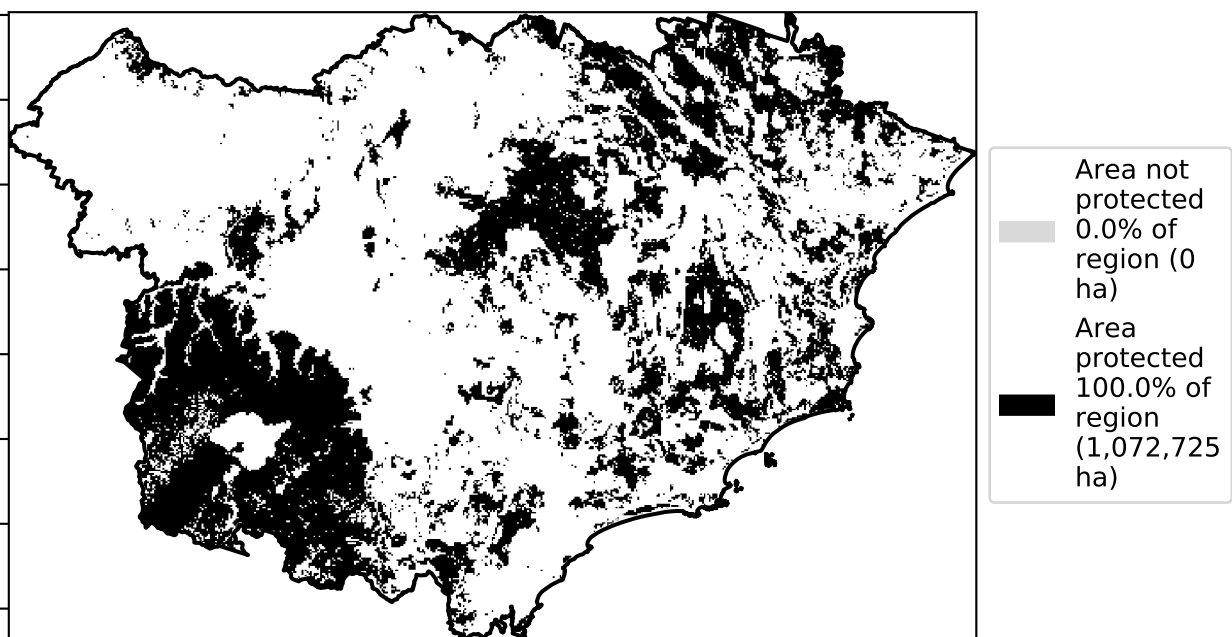 Area not
protected
0.0% of
region (0
ha)
Area
protected
100.0% of
region
(1,072,725
ha)